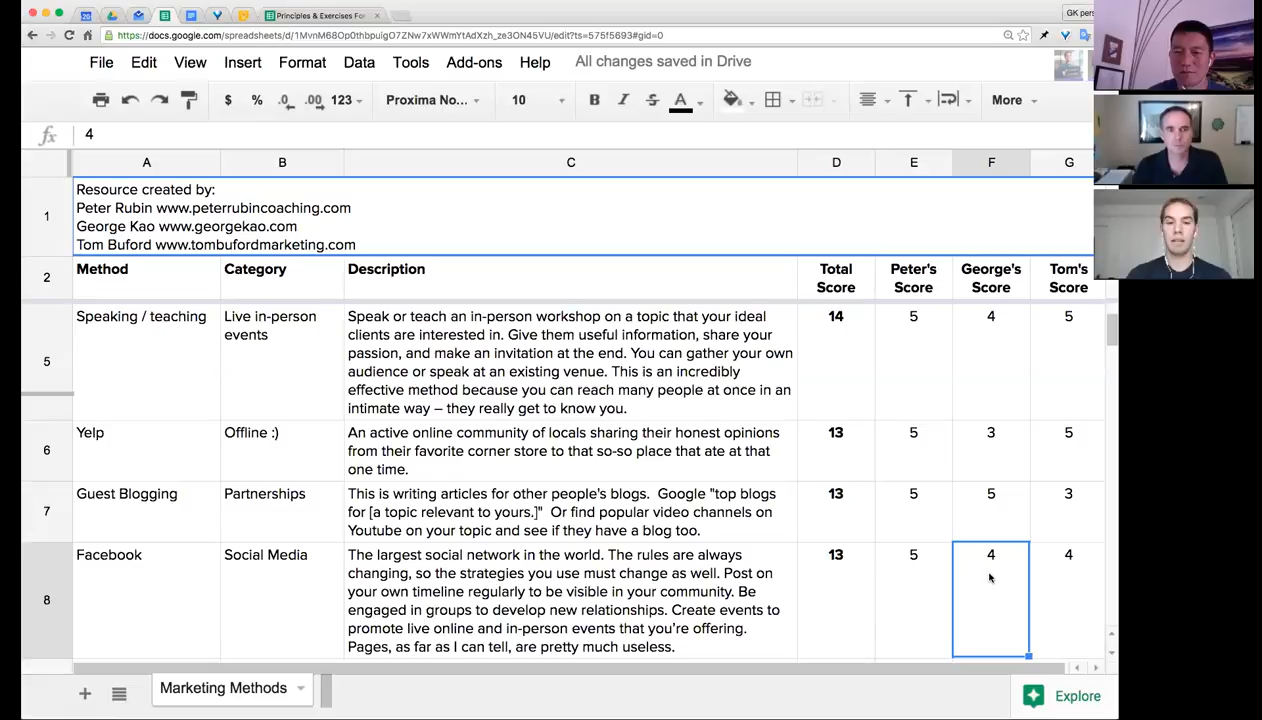 Principles & Exercises For
GK pers
https://docs.google.com/spreadsheets/d/1MvnM68Op0thbpuigO7ZNw7xWWmYtAdXzh_ze3ON45VU/edit?ts=575f5693#gid=0
File Edit View Insert Format Data Tools Add-ons Help All changes saved in Drive
$ % .0 .00 123 Proxima No... 10 B I S A More
fx 4
A B C D E F G
1
Resource created by:
Peter Rubin www.peterrubincoaching.com
George Kao www.georgekao.com
Tom Buford www.tombufordmarketing.com
2 Method Category Description Total Score Peter's Score George's Score Tom's Score
5 Speaking / teaching Live in-person events 14 5 4 5
Speak or teach an in-person workshop on a topic that your ideal
clients are interested in. Give them useful information, share your
passion, and make an invitation at the end. You can gather your own
audience or speak at an existing venue. This is an incredibly
effective method because you can reach many people at once in an
intimate way – they really get to know you.
6 Yelp Offline :) 13 5 3 5
An active online community of locals sharing their honest opinions
from their favorite corner store to that so-so place that ate at that
one time.
7 Guest Blogging Partnerships 13 5 5 3
This is writing articles for other people's blogs. Google "top blogs
for [a topic relevant to yours.]" Or find popular video channels on
Youtube on your topic and see if they have a blog too.
8 Facebook Social Media 13 5 4 4
The largest social network in the world. The rules are always
changing, so the strategies you use must change as well. Post on
your own timeline regularly to be visible in your community. Be
engaged in groups to develop new relationships. Create events to
promote live online and in-person events that you're offering.
Pages, as far as I can tell, are pretty much useless.
+ Marketing Methods Explore